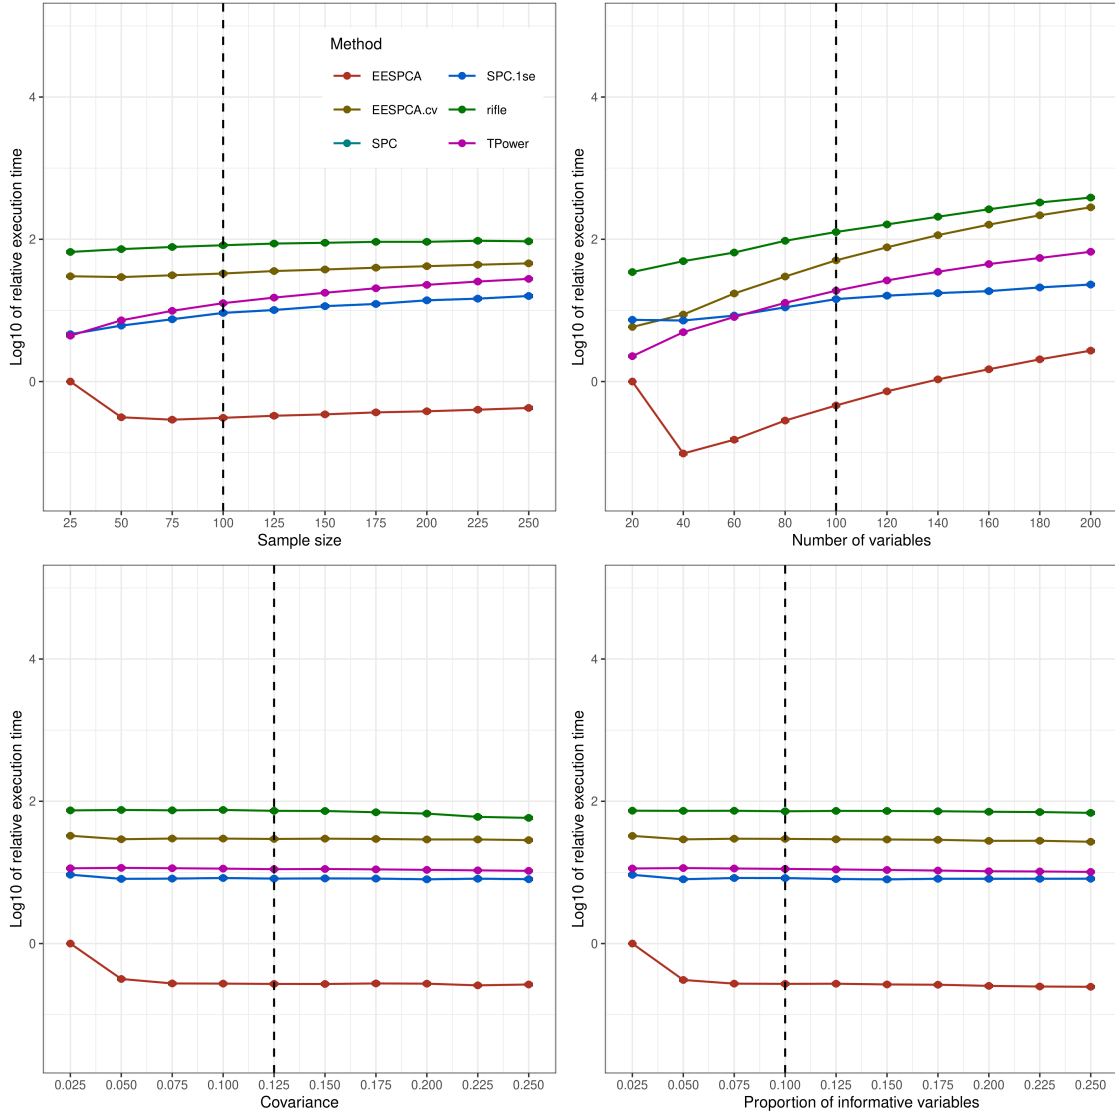 Log10 of relative execution time
4
2
0
Method
EESPCA
SPC.1se
EESPCA.cv
rifle
SPC
TPower
25 50 75 100 125 150 175 200 225 250
Sample size
Log10 of relative execution time
4
2
0
20 40 60 80 100 120 140 160 180 200
Number of variables
Log10 of relative execution time
4
2
0
0.025 0.050 0.075 0.100 0.125 0.150 0.175 0.200 0.225 0.250
Covariance
Log10 of relative execution time
4
2
0
0.025 0.050 0.075 0.100 0.125 0.150 0.175 0.200 0.225 0.250
Proportion of informative variables